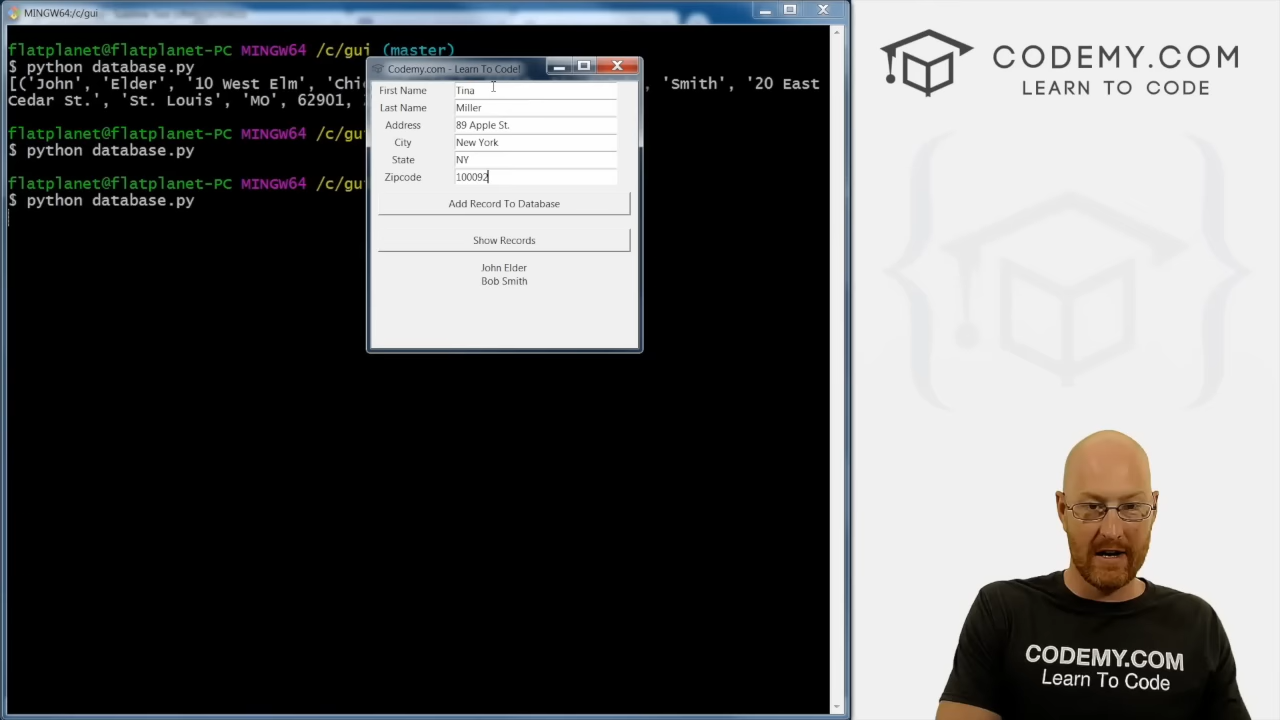 MINGW64:/c/gui
flatplanet@flatplanet-PC MINGW64 /c/gui (master)
$ python database.py
[('John', 'Elder', '10 West Elm', 'Chi
, 'Smith', '20 East
Cedar St.', 'St. Louis', 'MO', 62901,
flatplanet@flatplanet-PC MINGW64 /c/gu
$ python database.py
flatplanet@flatplanet-PC MINGW64 /c/gu
$ python database.py
Codemy.com - Learn To Code!
First Name Tina
Last Name Miller
Address 89 Apple St.
City New York
State NY
Zipcode 100092
Add Record To Database
Show Records
John Elder
Bob Smith
CODEMY.COM
LEARN TO CODE
CODEMY.COM
Learn To Code